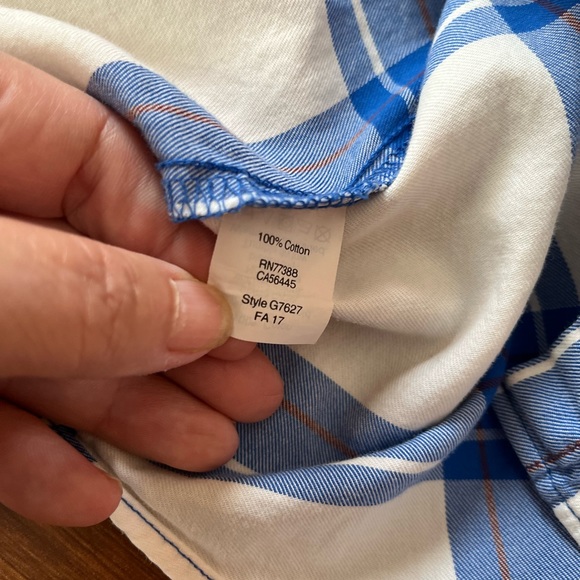 100% Cotton
RN77388
CA56445
Style G7627
FA 17